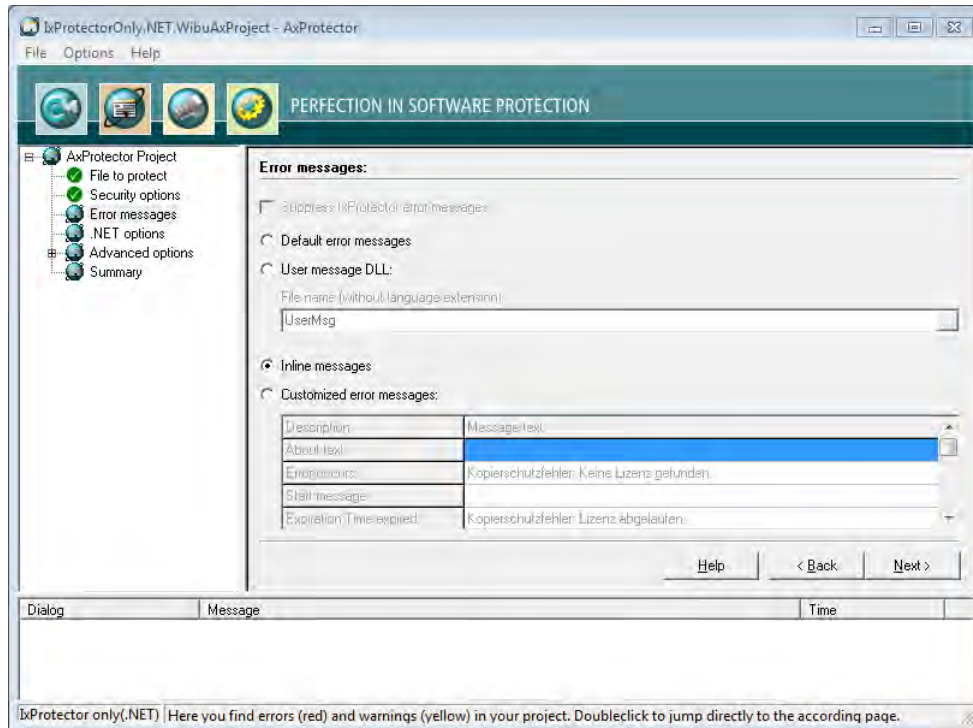 IxProtectorOnly.NET.WibuAxProject - AxProtector
File Options Help
PERFECTION IN SOFTWARE PROTECTION
AxProtector Project
File to protect
Security options
Error messages
.NET options
Advanced options
Summary
Error messages:
Suppress IxProtector error messages
Default error messages
User message DLL:
File name (without language extension)
UserMsg
Inline messages
Customized error messages:
Description Message text
About text
Error occurs: Kopierschutzfehler: Keine Lizenz gefunden.
Start message
Expiration Time expired: Kopierschutzfehler: Lizenz abgelaufen.
Help < Back Next >
Dialog Message Time
IxProtector only(.NET) Here you find errors (red) and warnings (yellow) in your project. Doubleclick to jump directly to the according page.